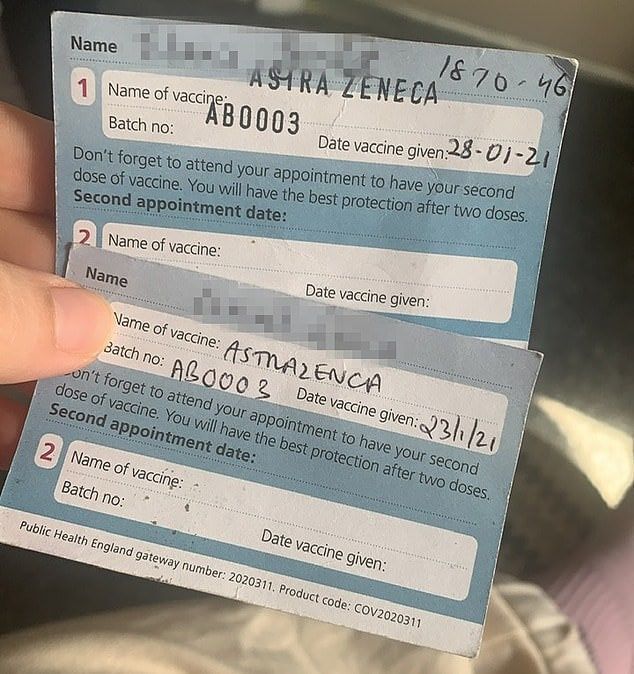 Name
1870-46
1 Name of vaccine: ASTRA ZENECA
Batch no: AB0003 Date vaccine given: 28-01-21
Don't forget to attend your appointment to have your second
dose of vaccine. You will have the best protection after two doses.
Second appointment date:
2 Name of vaccine:
Date vaccine given:
Name
Name of vaccine: ASTRAZENCA
Batch no: AB0003 Date vaccine given: 23/1/21
on't forget to attend your appointment to have your second
dose of vaccine. You will have the best protection after two doses.
Second appointment date:
2 Name of vaccine:
Batch no: Date vaccine given:
Public Health England gateway number: 2020311. Product code: COV2020311